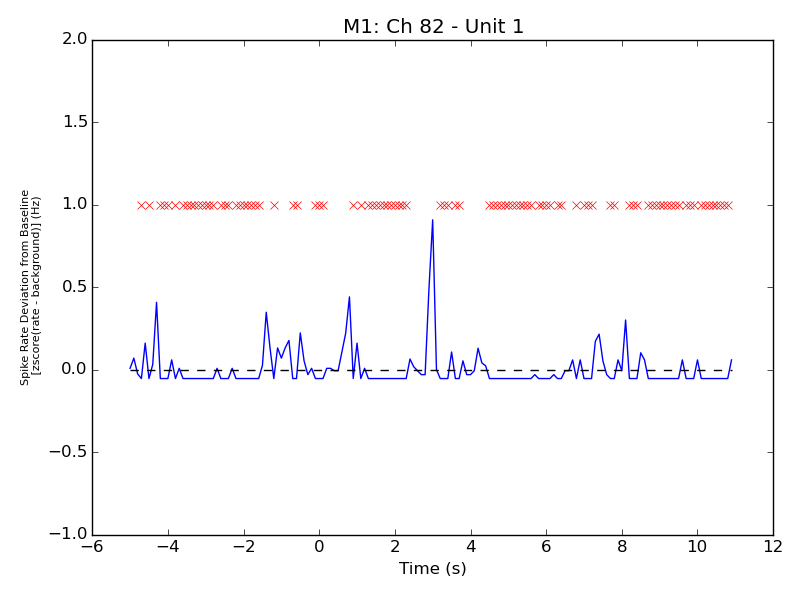 M1: Ch 82 - Unit 1
2.0
1.5
1.0
0.5
0.0
−0.5
−1.0
Spike Rate Deviation from Baseline
[zscore(rate - background)] (Hz)
−6 −4 −2 0 2 4 6 8 10 12
Time (s)